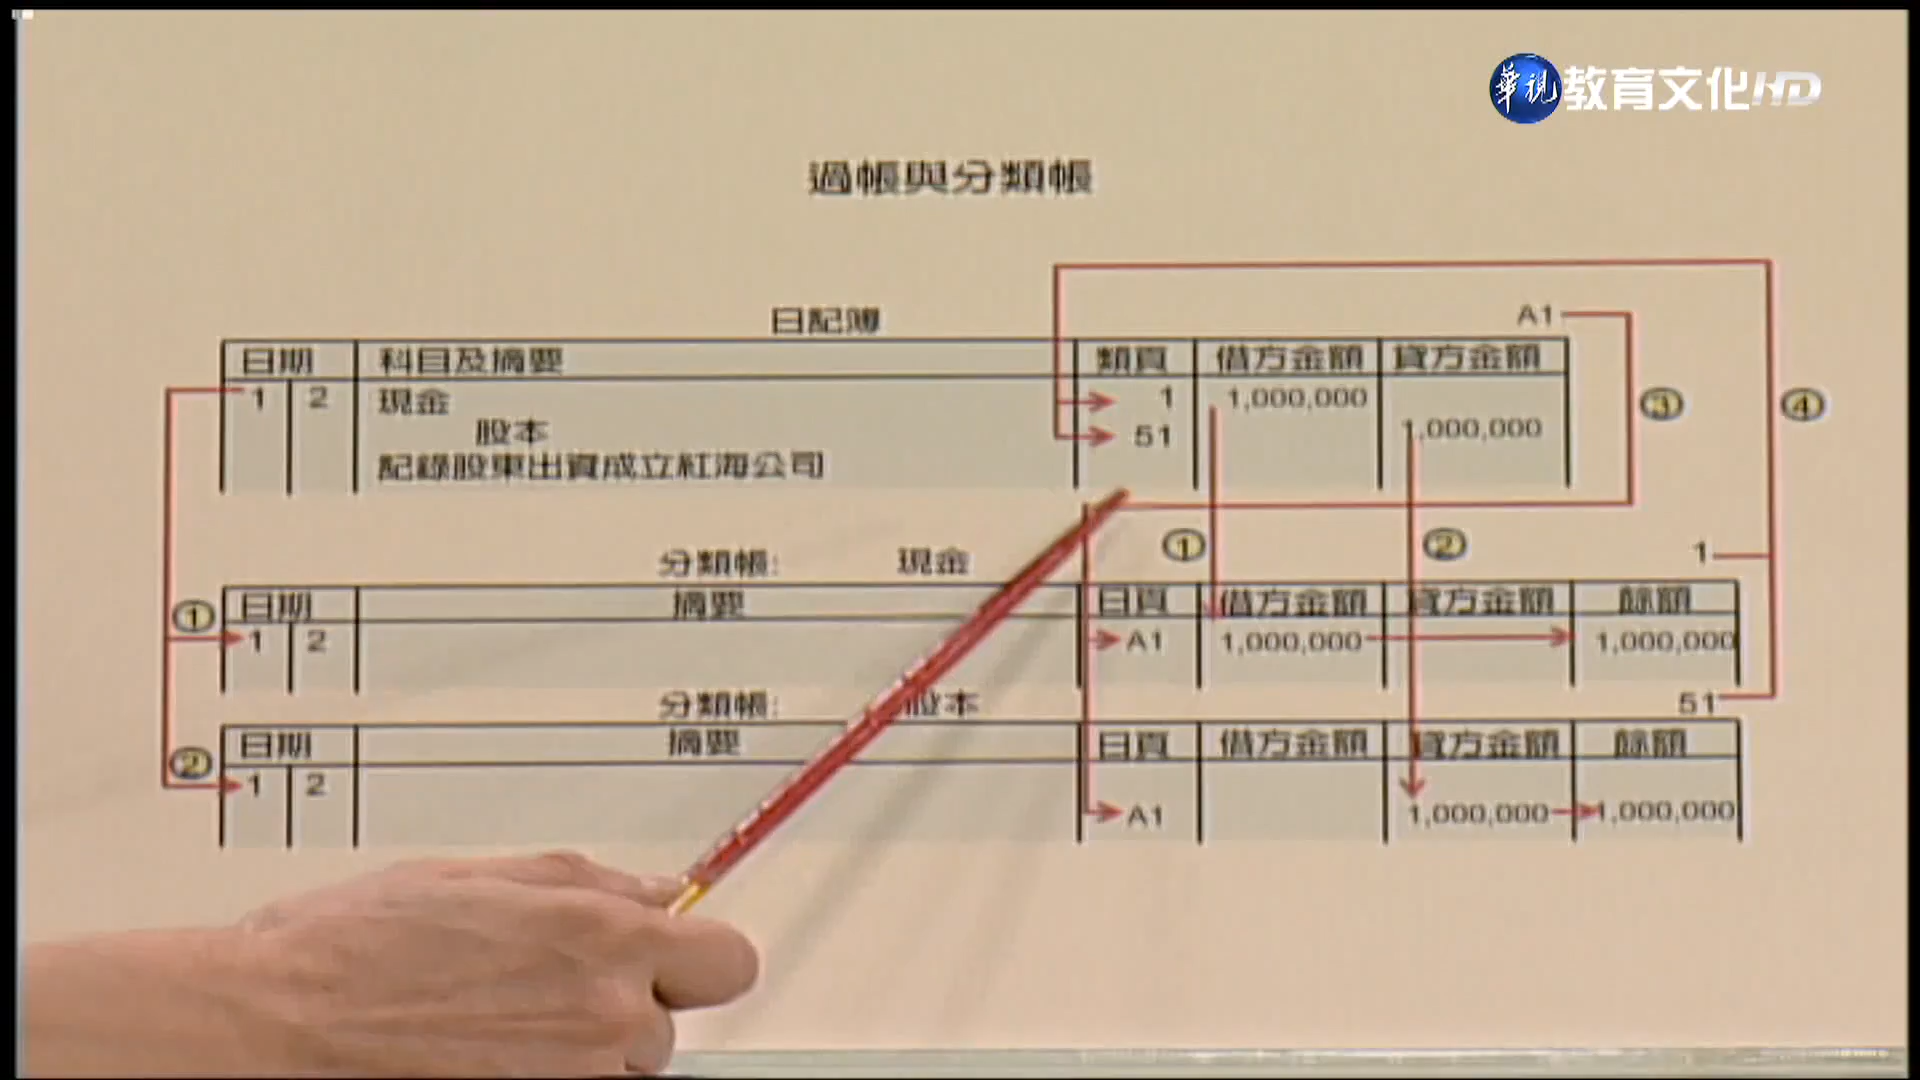 華視 教育文化HD
過帳與分類帳
日記簿 A1
日期 科目及摘要 類頁 借方金額 貸方金額
1 2 現金 1 1,000,000
股本 51 1,000,000
記錄股東出資成立紅海公司
③ ④
① ②
分類帳: 現金 1
日期 摘要 日頁 借方金額 貸方金額 餘額
① 1 2 A1 1,000,000 1,000,000
分類帳: 股本 51
日期 摘要 日頁 借方金額 貸方金額 餘額
② 1 2 A1 1,000,000 1,000,000